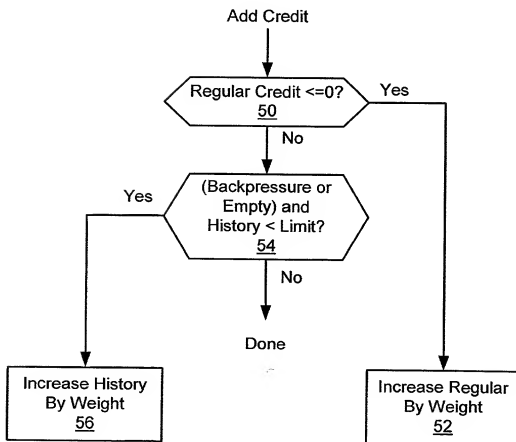 Add Credit
Regular Credit <=0?
50
Yes
No
(Backpressure or
Empty) and
History < Limit?
54
Yes
No
Done
Increase History
By Weight
56
Increase Regular
By Weight
52